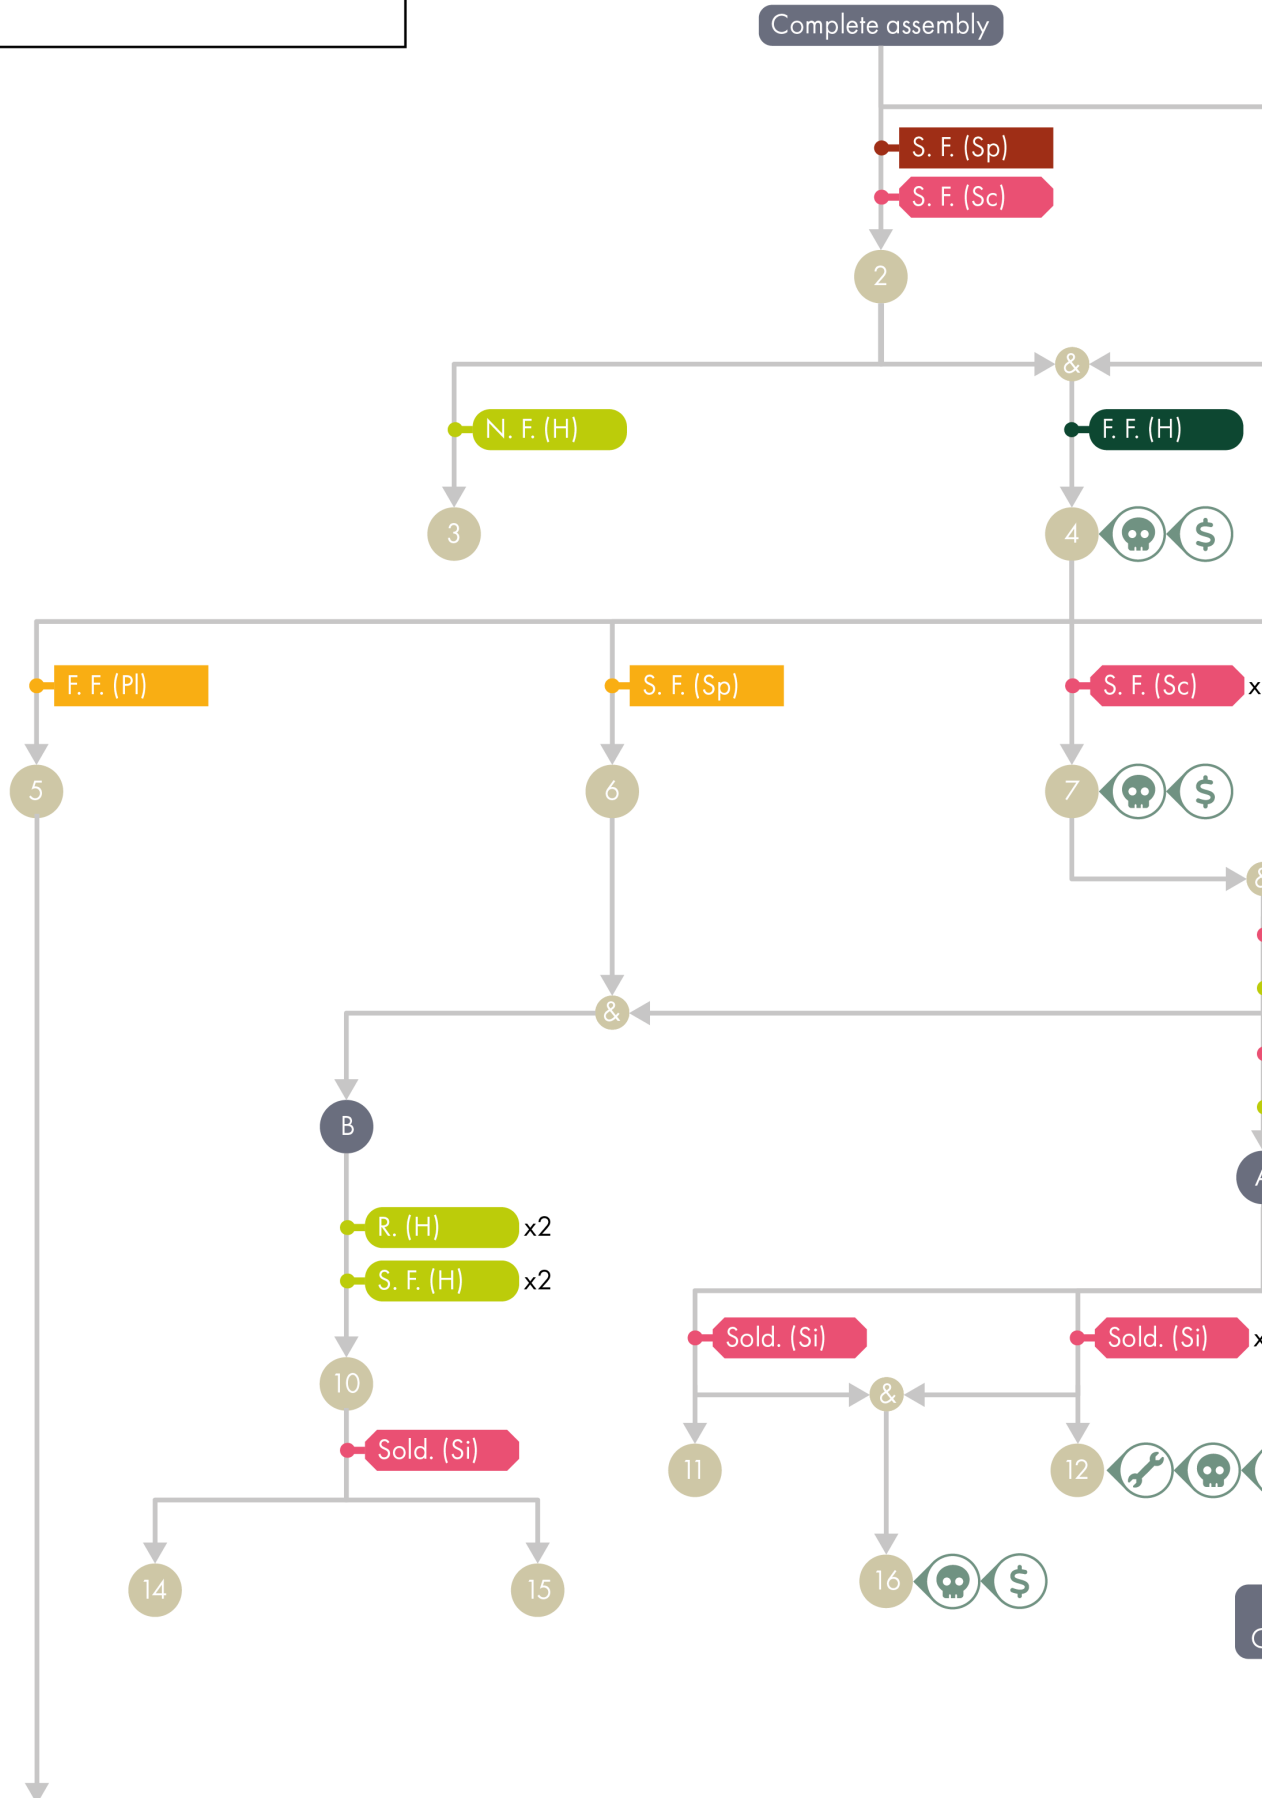 Complete assembly
S. F. (Sp)
S. F. (Sc)
2
&
N. F. (H)
F. F. (H)
3
4
$
F. F. (Pl)
S. F. (Sp)
S. F. (Sc) x
5
6
7
$
&
&
B
A
R. (H) x2
S. F. (H) x2
Sold. (Si)
Sold. (Si) x
10
&
Sold. (Si)
11
12
14
15
16
$